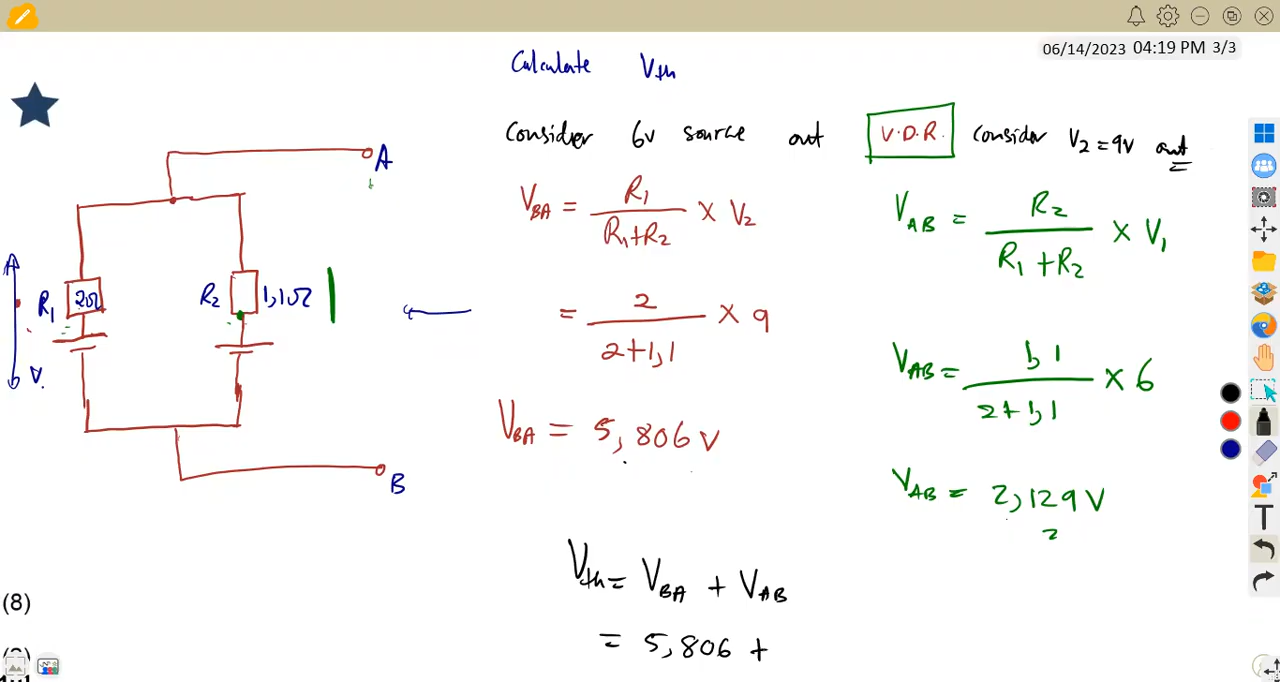 06/14/2023 04:19 PM 3/3
Calculate Vth
Consider 6v source out
VBA = R1 / R1+R2 × V2
= 2 / 2+1,1 × 9
VBA = 5,806 V
V.D.R. Consider V2 = 9v out
VAB = R2 / R1 + R2 × V1
VAB = 1,1 / 2+1,1 × 6
VAB = 2,129 V
2
Vth = VBA + VAB
= 5,806 +
A
R1 2Ω
R2 1,1Ω
V.
B
(8)
T